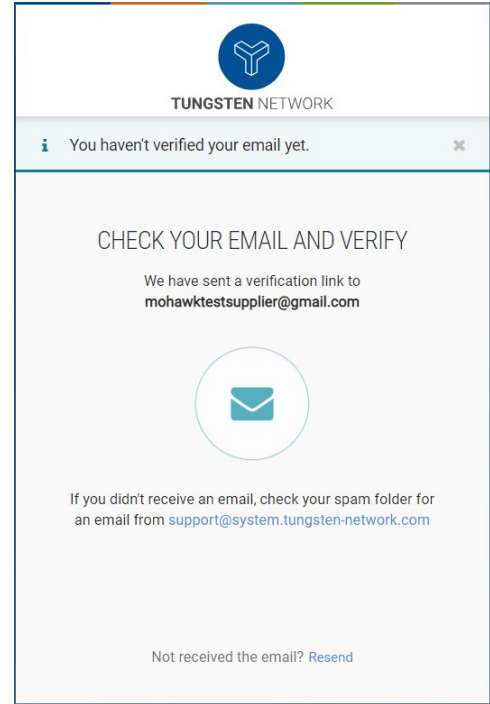 TUNGSTEN NETWORK
i You haven't verified your email yet. ×
CHECK YOUR EMAIL AND VERIFY
We have sent a verification link to
mohawktestsupplier@gmail.com
If you didn't receive an email, check your spam folder for
an email from support@system.tungsten-network.com
Not received the email? Resend